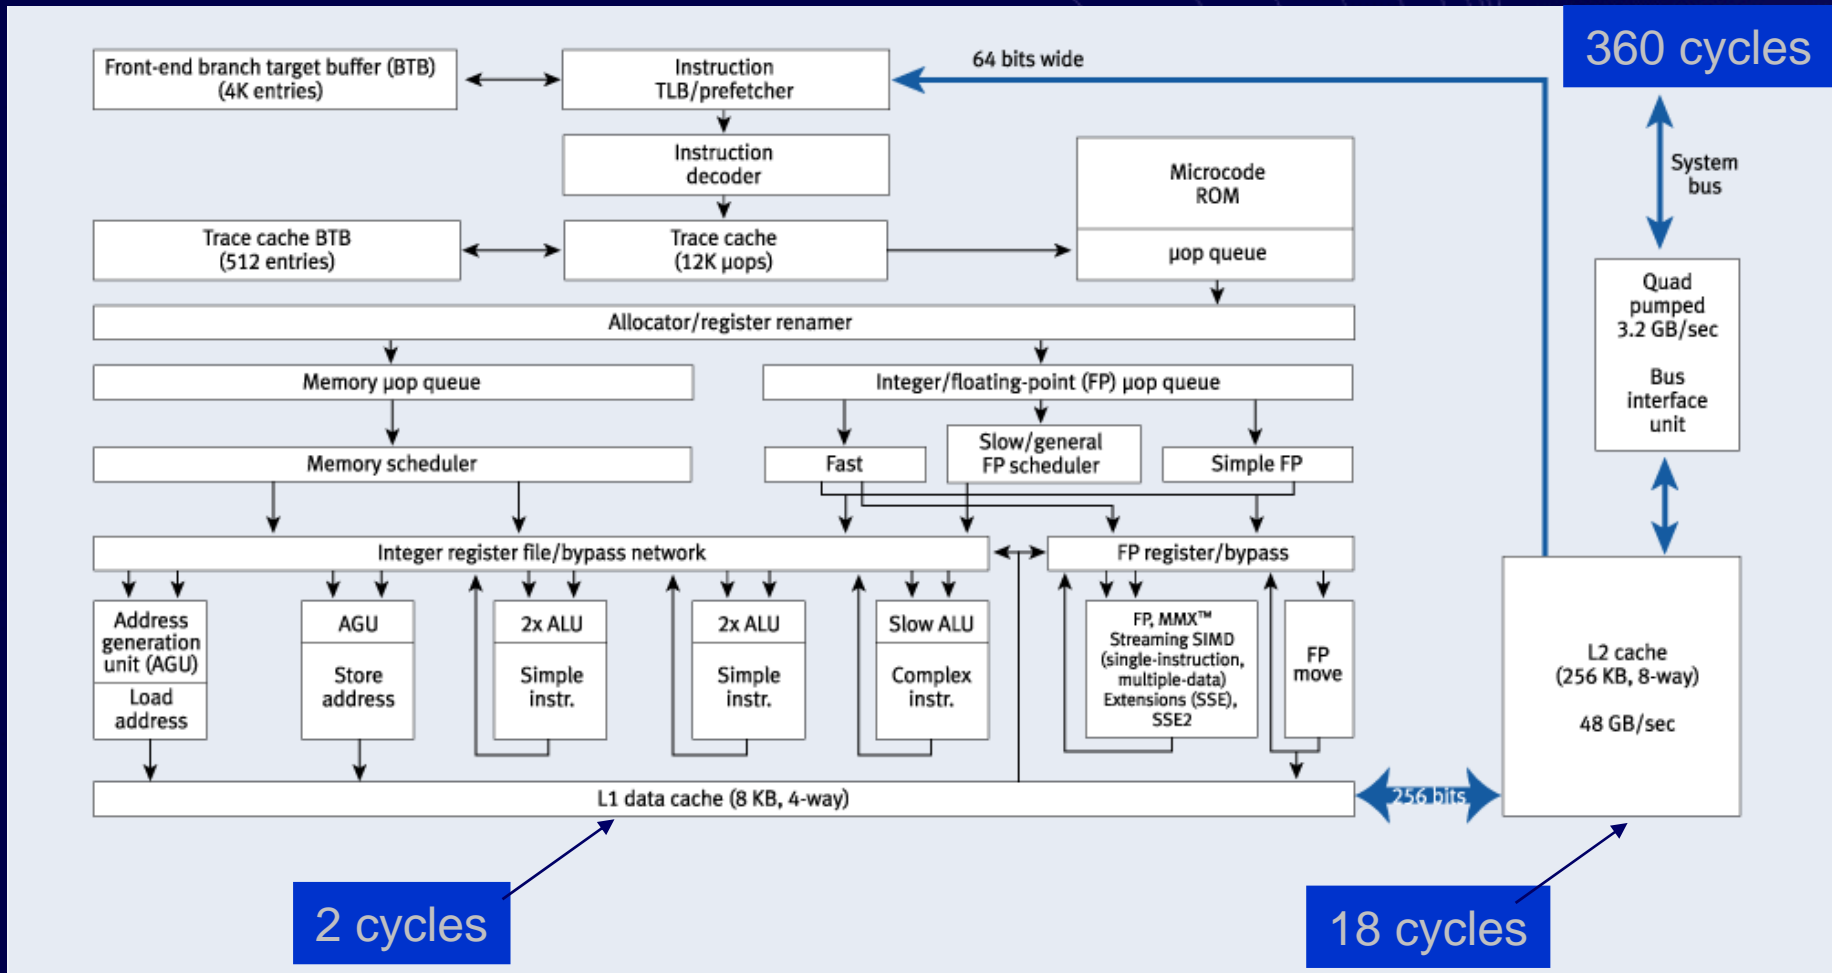 360 cycles
Front-end branch target buffer (BTB)
(4K entries)
Instruction
TLB/prefetcher
64 bits wide
Instruction
decoder
Microcode
ROM
System
bus
Trace cache BTB
(512 entries)
Trace cache
(12K µops)
µop queue
Quad
pumped
3.2 GB/sec
Bus
interface
unit
Allocator/register renamer
Memory µop queue
Integer/floating-point (FP) µop queue
Memory scheduler
Fast
Slow/general
FP scheduler
Simple FP
Integer register file/bypass network
FP register/bypass
Address
generation
unit (AGU)
Load
address
AGU
Store
address
2x ALU
Simple
instr.
2x ALU
Simple
instr.
Slow ALU
Complex
instr.
FP, MMX™
Streaming SIMD
(single-instruction,
multiple-data)
Extensions (SSE),
SSE2
FP
move
L2 cache
(256 KB, 8-way)
48 GB/sec
L1 data cache (8 KB, 4-way)
256 bits
2 cycles
18 cycles